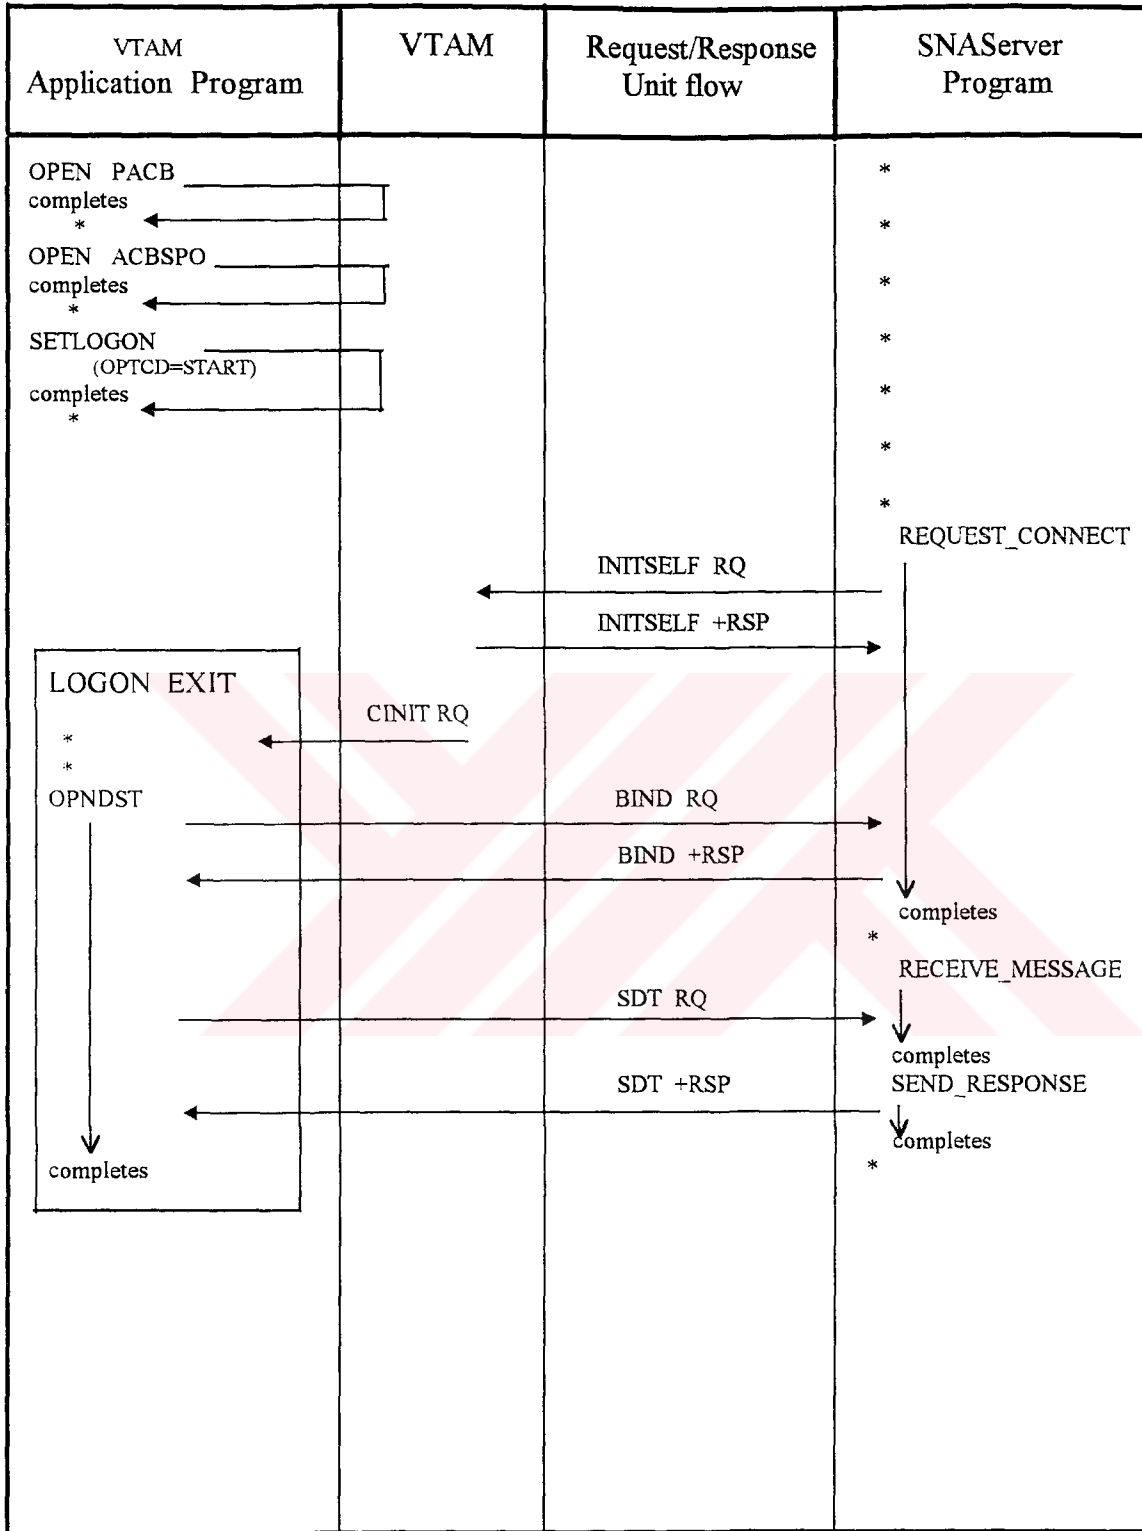 VTAM
Application Program
VTAM
Request/Response
Unit flow
SNAServer
Program
OPEN PACB
completes
*
OPEN ACBSPO
completes
*
SETLOGON
(OPTCD=START)
completes
*
*
*
*
*
*
*
*
REQUEST_CONNECT
INITSELF RQ
INITSELF +RSP
LOGON EXIT
CINIT RQ
*
*
OPNDST
BIND RQ
BIND +RSP
completes
*
RECEIVE_MESSAGE
SDT RQ
completes
SDT +RSP
SEND_RESPONSE
completes
completes
*